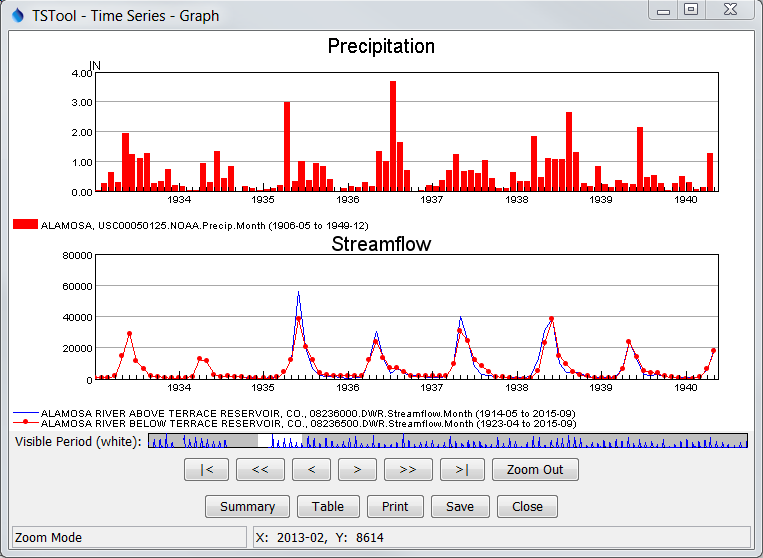 TSTool - Time Series - Graph
Precipitation
IN
4.00
3.00
2.00
1.00
0.00
1934 1935 1936 1937 1938 1939 1940
ALAMOSA, USC00050125.NOAA.Precip.Month (1906-05 to 1949-12)
Streamflow
80000
60000
40000
20000
0
1934 1935 1936 1937 1938 1939 1940
ALAMOSA RIVER ABOVE TERRACE RESERVOIR, CO., 08236000.DWR.Streamflow.Month (1914-05 to 2015-09)
ALAMOSA RIVER BELOW TERRACE RESERVOIR, CO., 08236500.DWR.Streamflow.Month (1923-04 to 2015-09)
Visible Period (white):
|< << < > >> >| Zoom Out
Summary Table Print Save Close
Zoom Mode X: 2013-02, Y: 8614